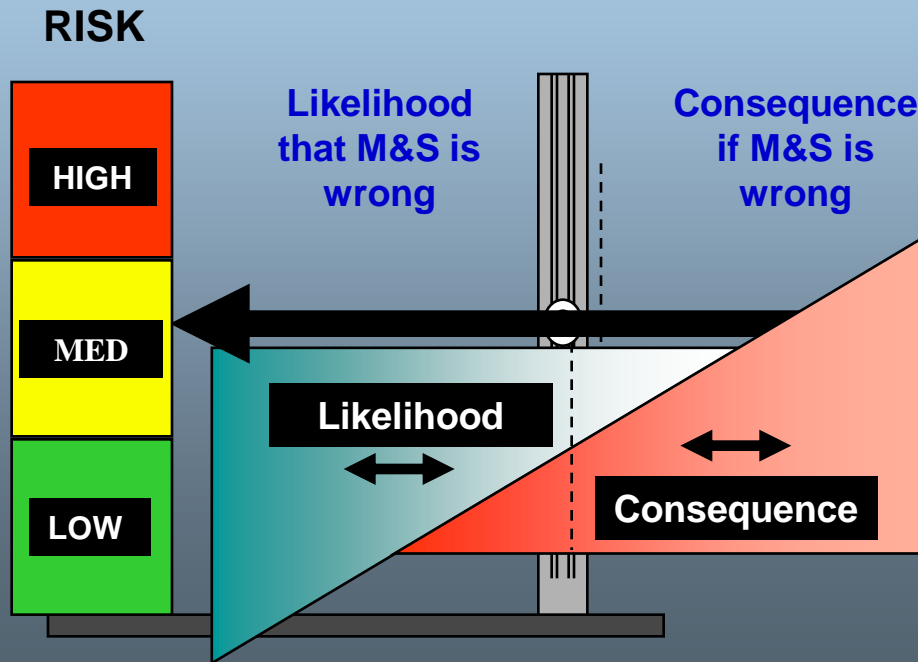 RISK
Likelihood
that M&S is
wrong
Consequence
if M&S is
wrong
HIGH
MED
LOW
Likelihood
Consequence